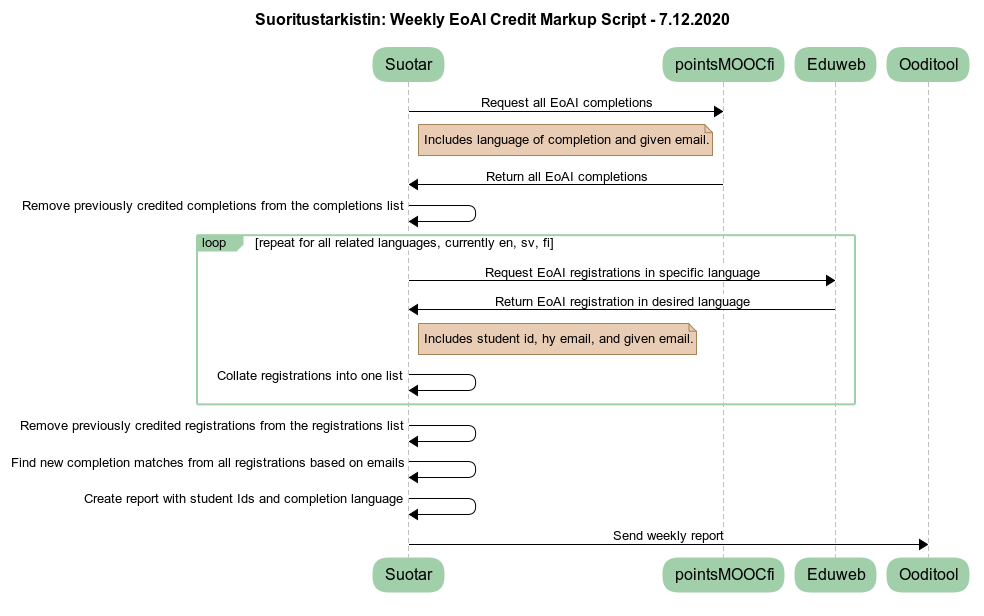 Suoritustarkistin: Weekly EoAI Credit Markup Script - 7.12.2020
Suotar
pointsMOOCfi
Eduweb
Ooditool
Request all EoAI completions
Includes language of completion and given email.
Return all EoAI completions
Remove previously credited completions from the completions list
loop
[repeat for all related languages, currently en, sv, fi]
Request EoAI registrations in specific language
Return EoAI registration in desired language
Includes student id, hy email, and given email.
Collate registrations into one list
Remove previously credited registrations from the registrations list
Find new completion matches from all registrations based on emails
Create report with student Ids and completion language
Send weekly report
Suotar
pointsMOOCfi
Eduweb
Ooditool